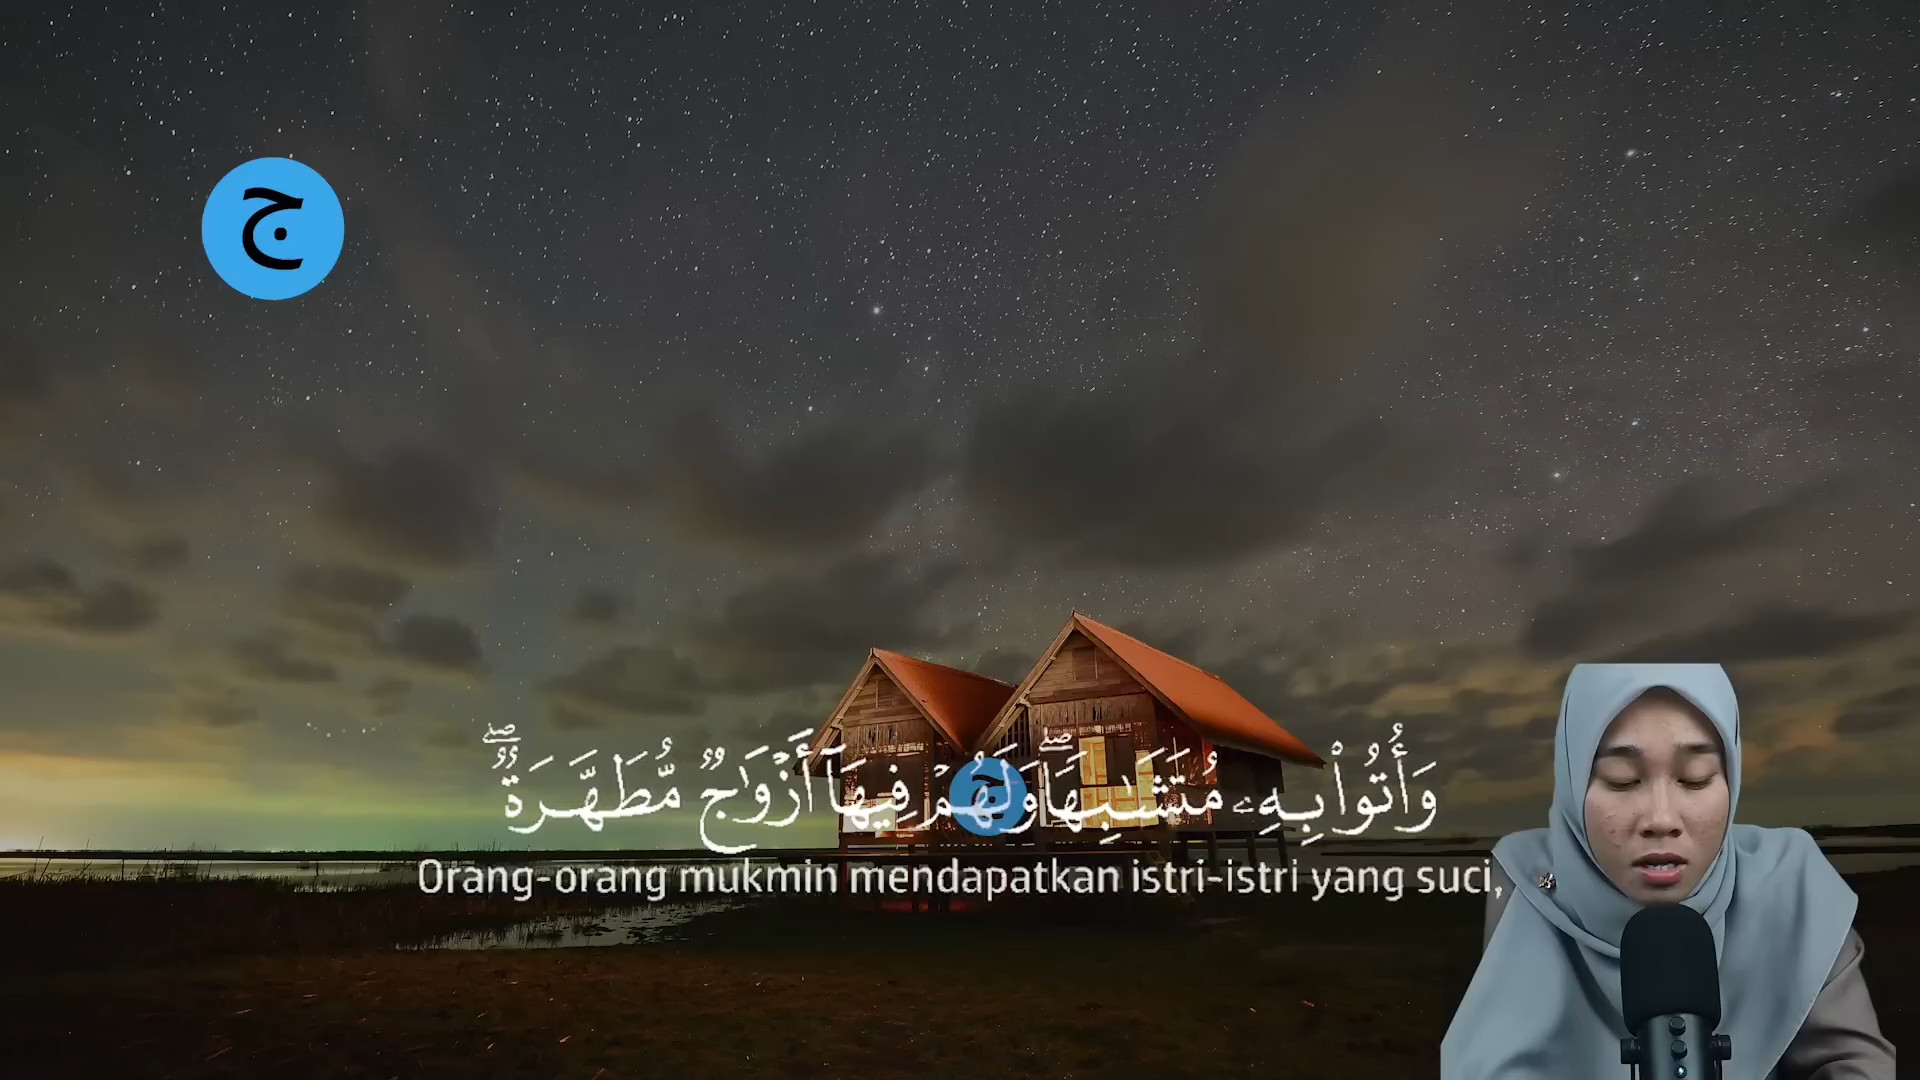 ج
وَأُتُوا۟ بِهِۦ مُتَشَـٰبِهًۭا ۖ وَلَهُمْ فِيهَآ أَزْوَٰجٌۭ مُّطَهَّرَةٌۭ ۖ
ج
Orang-orang mukmin mendapatkan istri-istri yang suci,